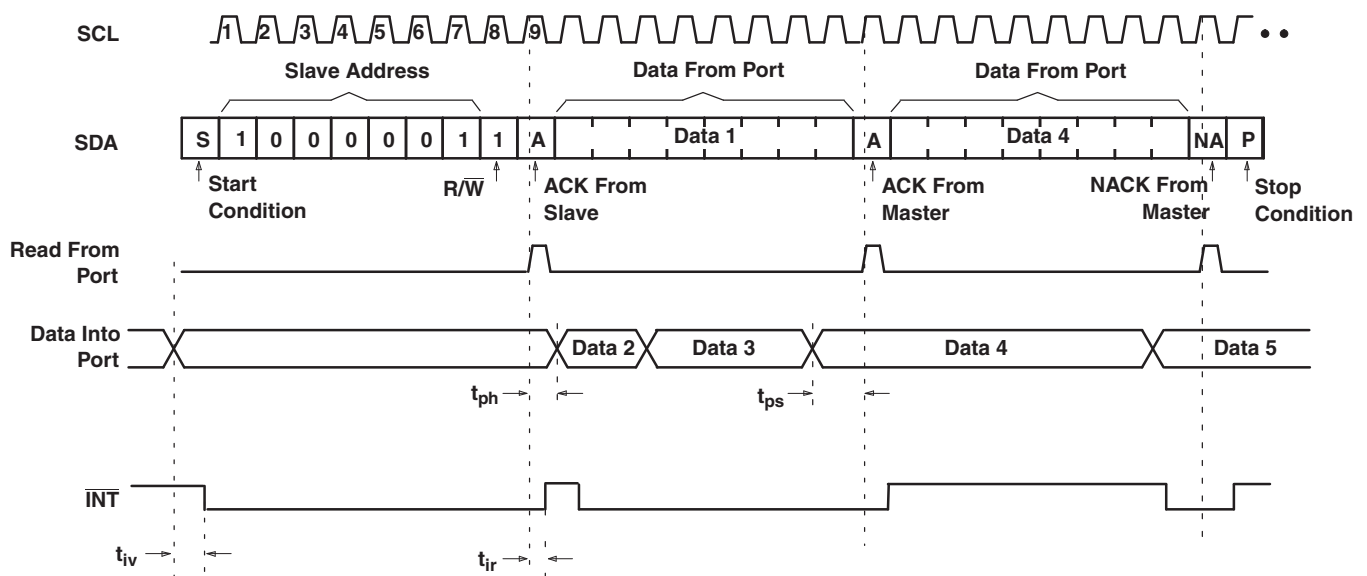 SCL 1 2 3 4 5 6 7 8 9
Slave Address Data From Port Data From Port
SDA S 1 0 0 0 0 0 1 1 A Data 1 A Data 4 NA P
Start
Condition
R/W̅
ACK From
Slave
ACK From
Master
NACK From
Master
Stop
Condition
Read From
Port
Data Into
Port
Data 2 Data 3 Data 4 Data 5
tph tps
I̅N̅T̅
tiv tir